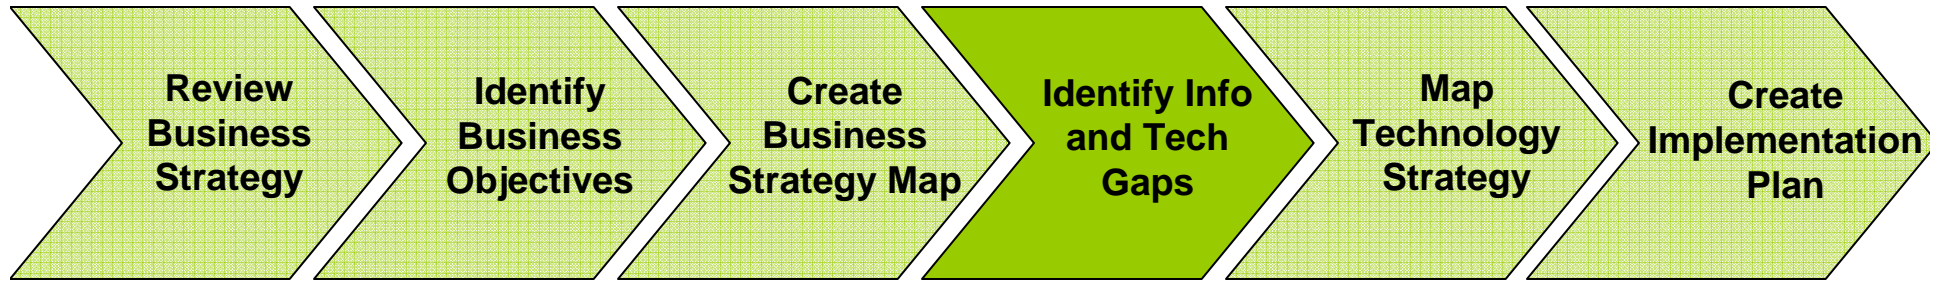 Review
Business
Strategy
Identify
Business
Objectives
Create
Business
Strategy Map
Identify Info
and Tech
Gaps
Map
Technology
Strategy
Create
Implementation
Plan